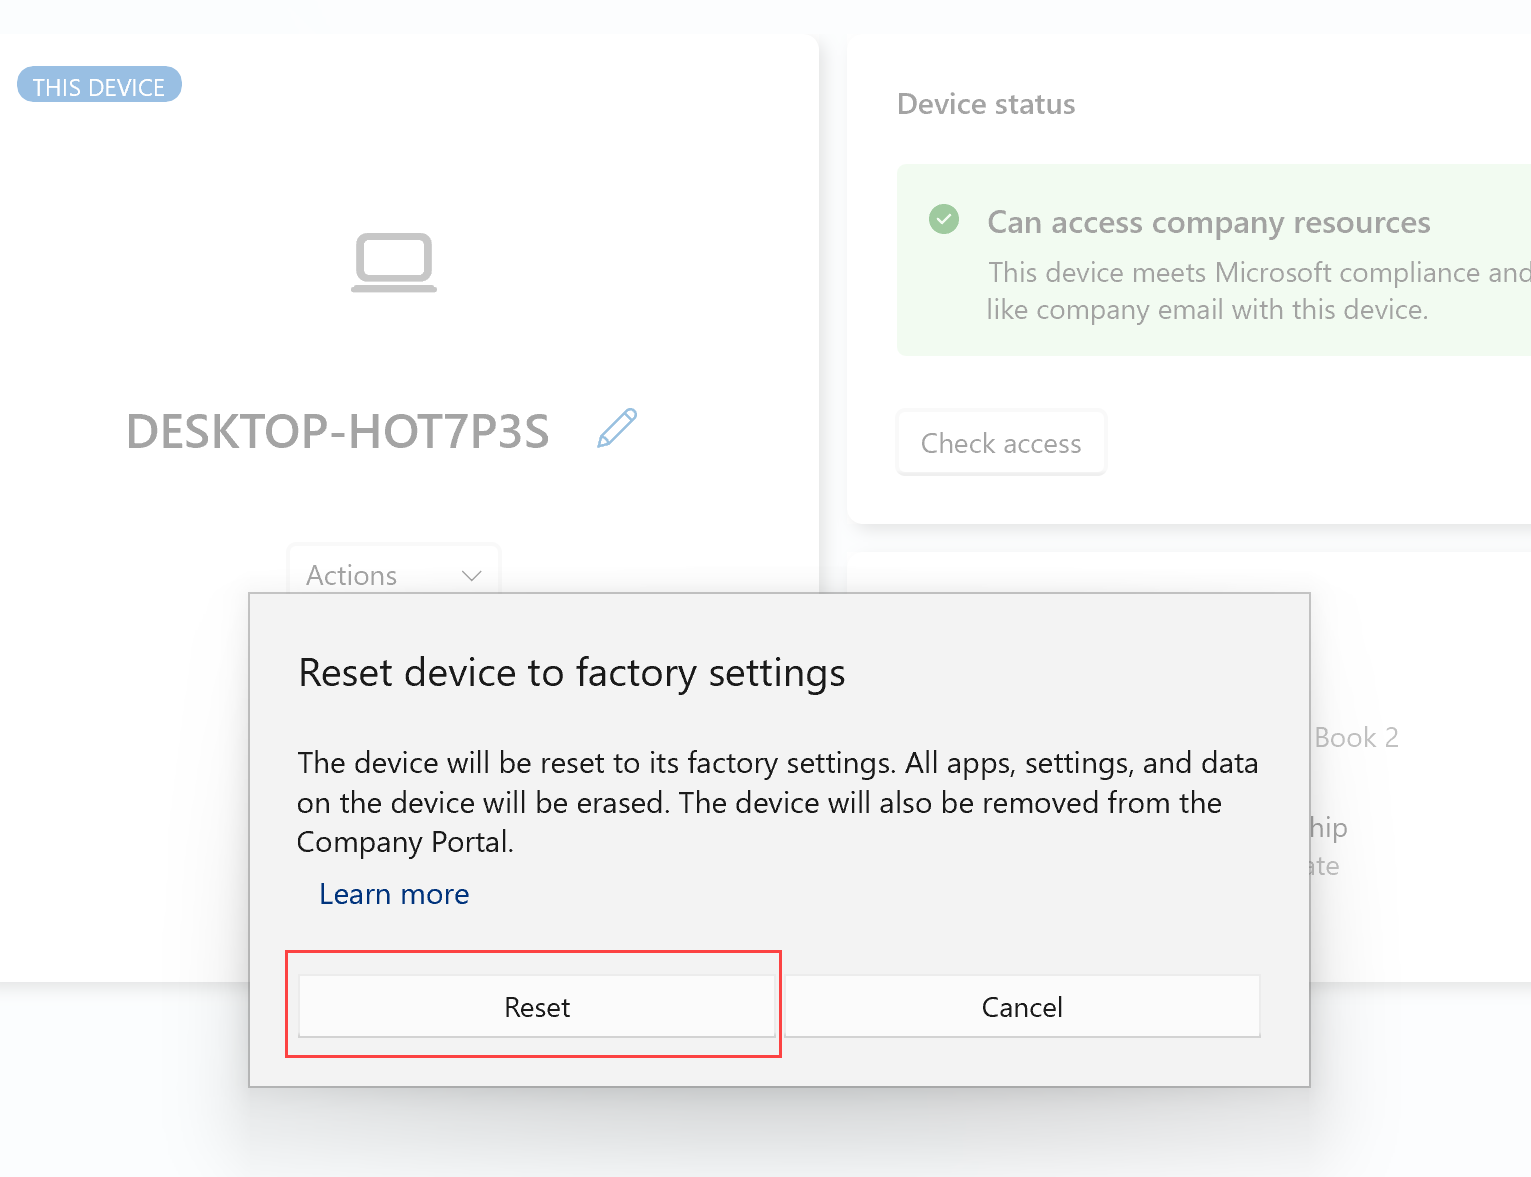 THIS DEVICE
DESKTOP-HOT7P3S
Actions
Device status
Can access company resources
This device meets Microsoft compliance and
like company email with this device.
Check access
Book 2
Reset device to factory settings
The device will be reset to its factory settings. All apps, settings, and data
on the device will be erased. The device will also be removed from the
Company Portal.
Learn more
Reset
Cancel